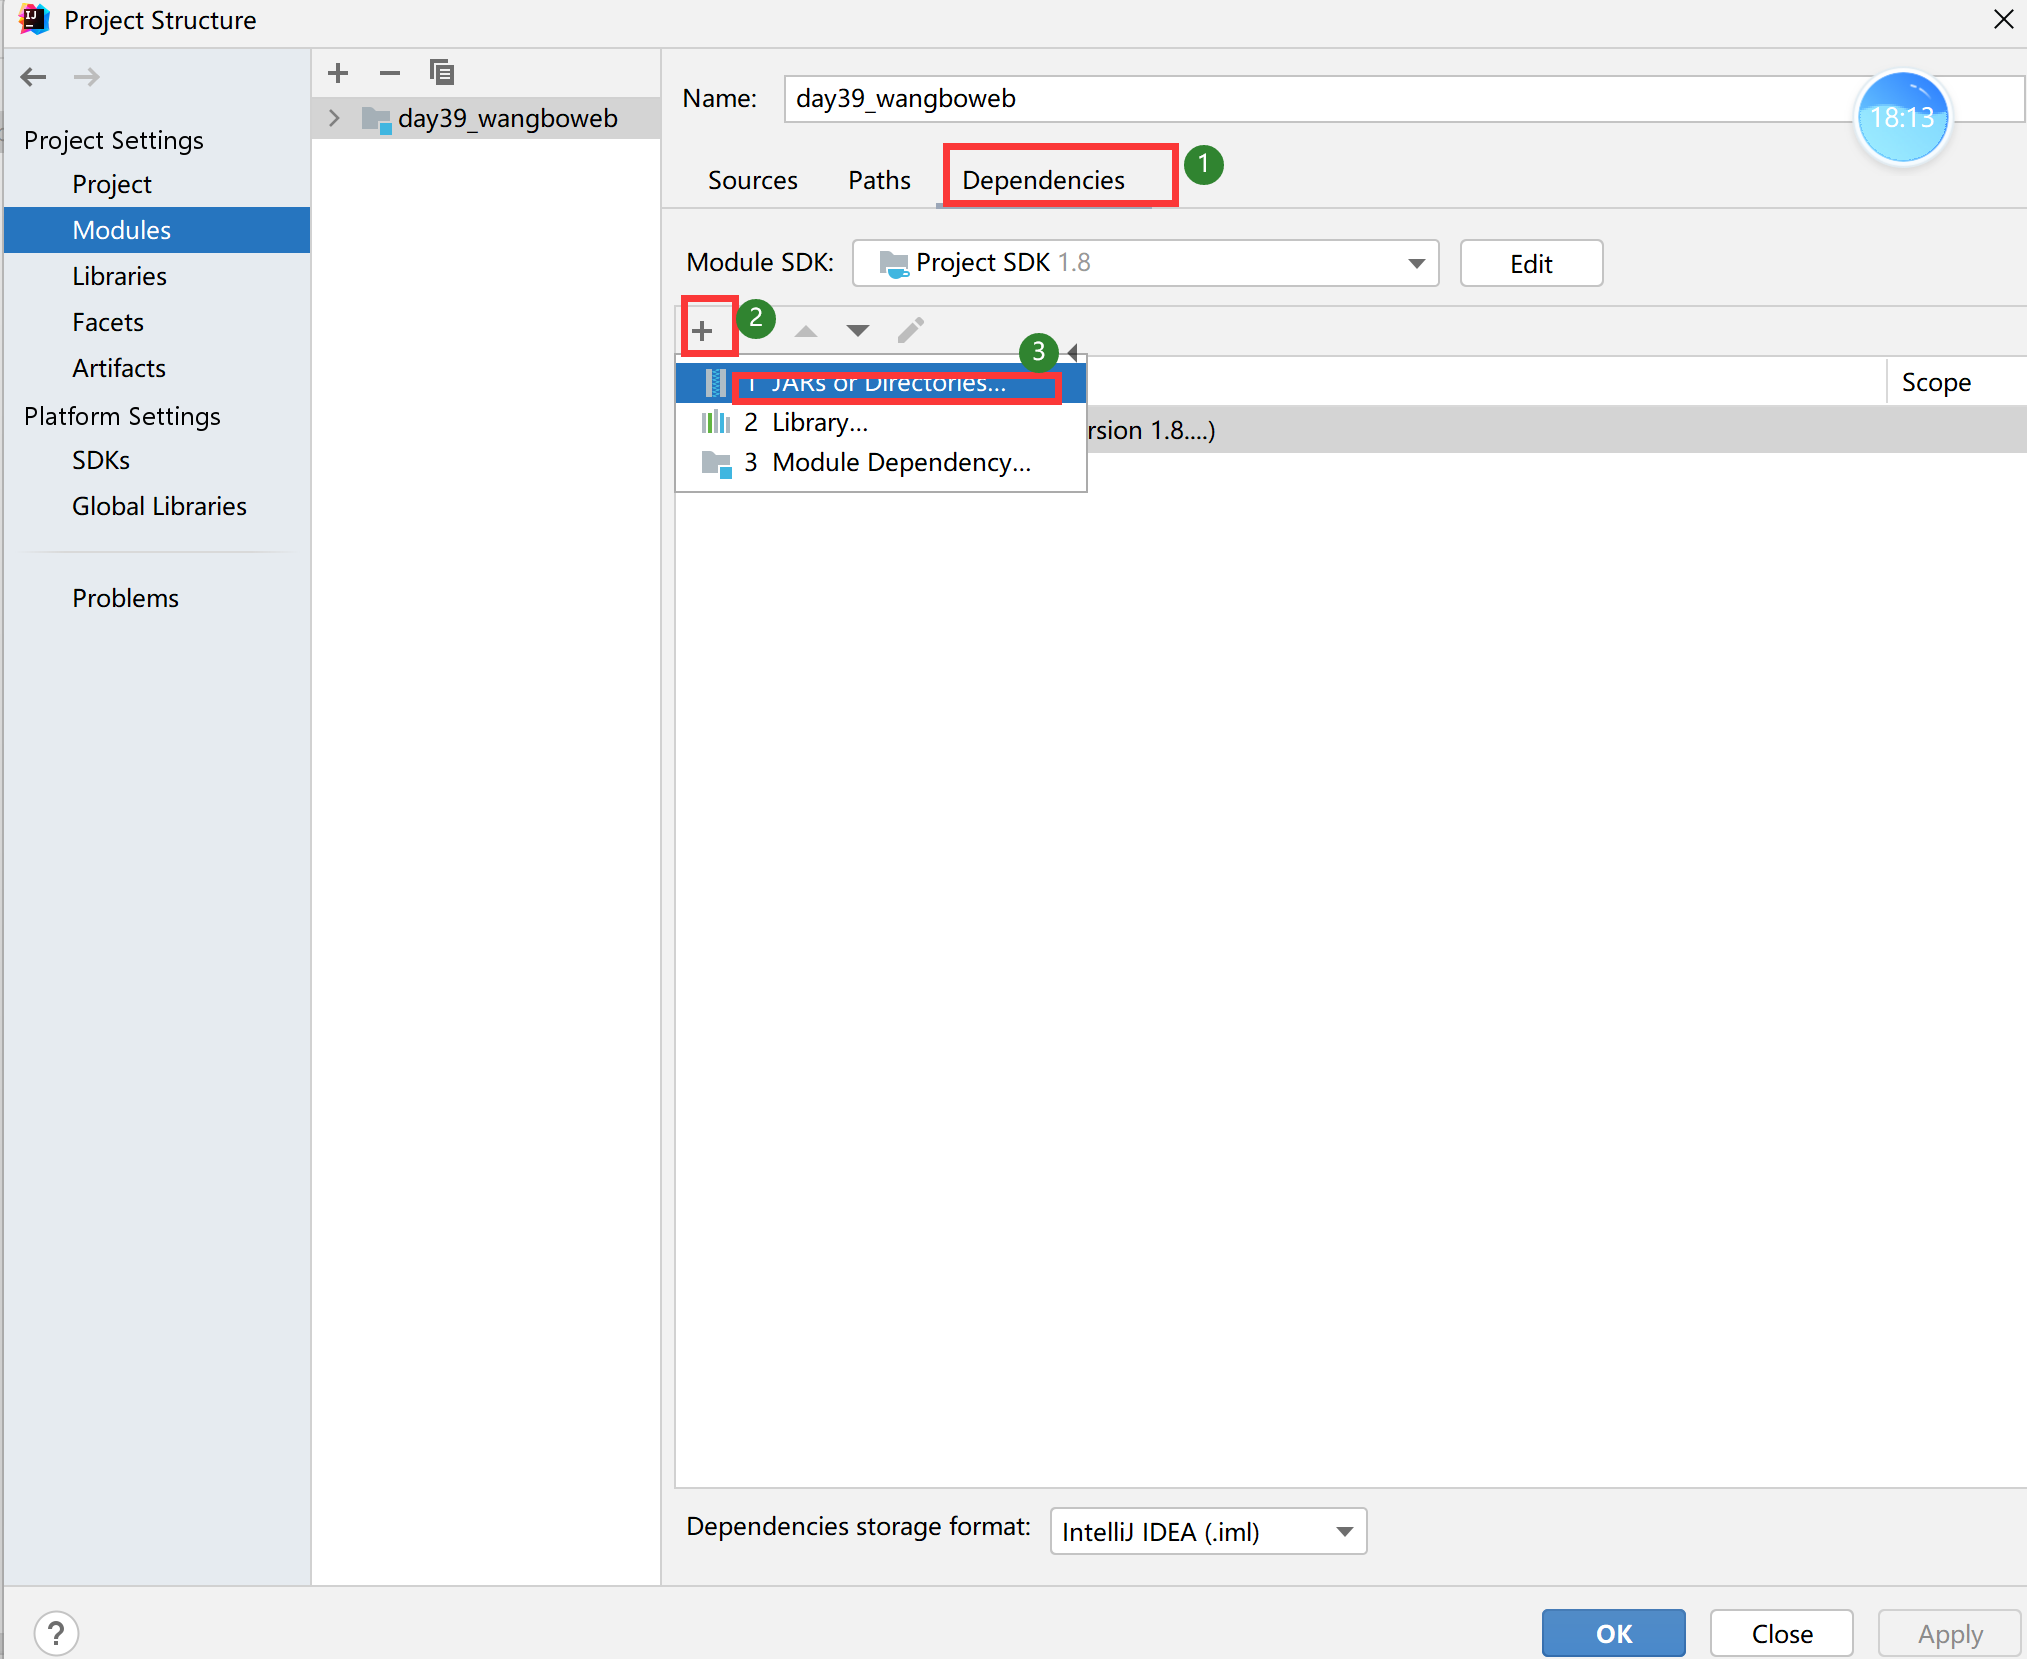 Project Structure
Project Settings
Project
Modules
Libraries
Facets
Artifacts
Platform Settings
SDKs
Global Libraries
Problems
day39_wangboweb
Name: day39_wangboweb
18:13
Sources Paths Dependencies 1
Module SDK: Project SDK 1.8 Edit
2
3
1 JARs or Directories...
2 Library...
3 Module Dependency...
Scope
rsion 1.8....)
Dependencies storage format: IntelliJ IDEA (.iml)
? OK Close Apply